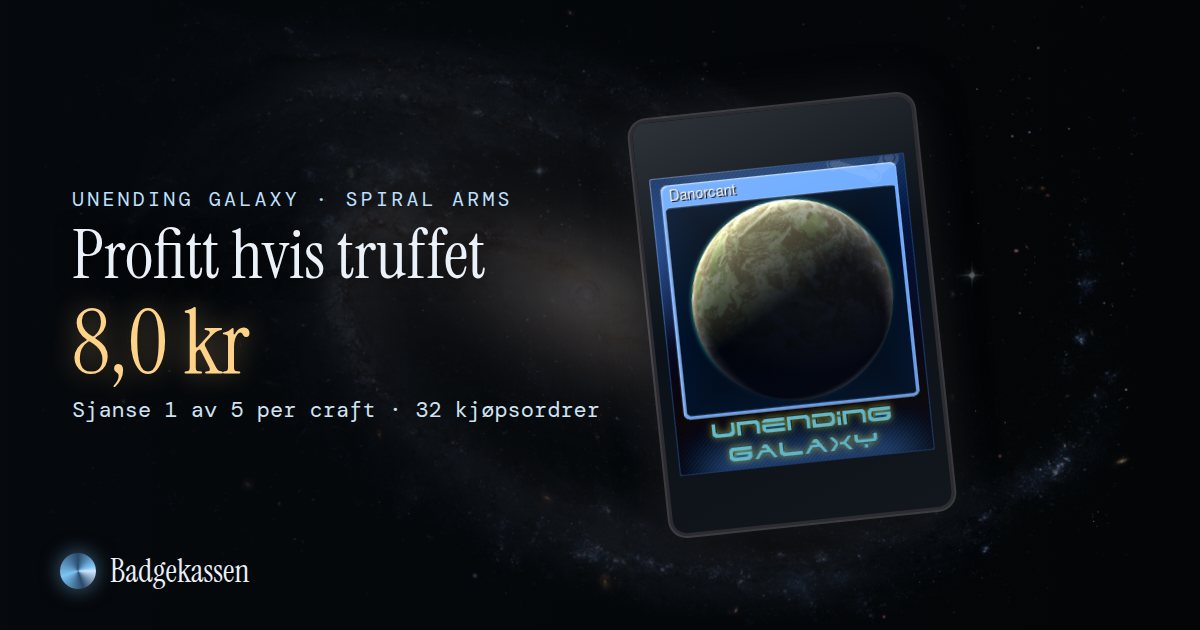 UNENDING GALAXY · SPIRAL ARMS
Profitt hvis truffet
8,0 kr
Sjanse 1 av 5 per craft · 32 kjøpsordrer
Badgekassen
Danorcant
UNENDING
GALAXY